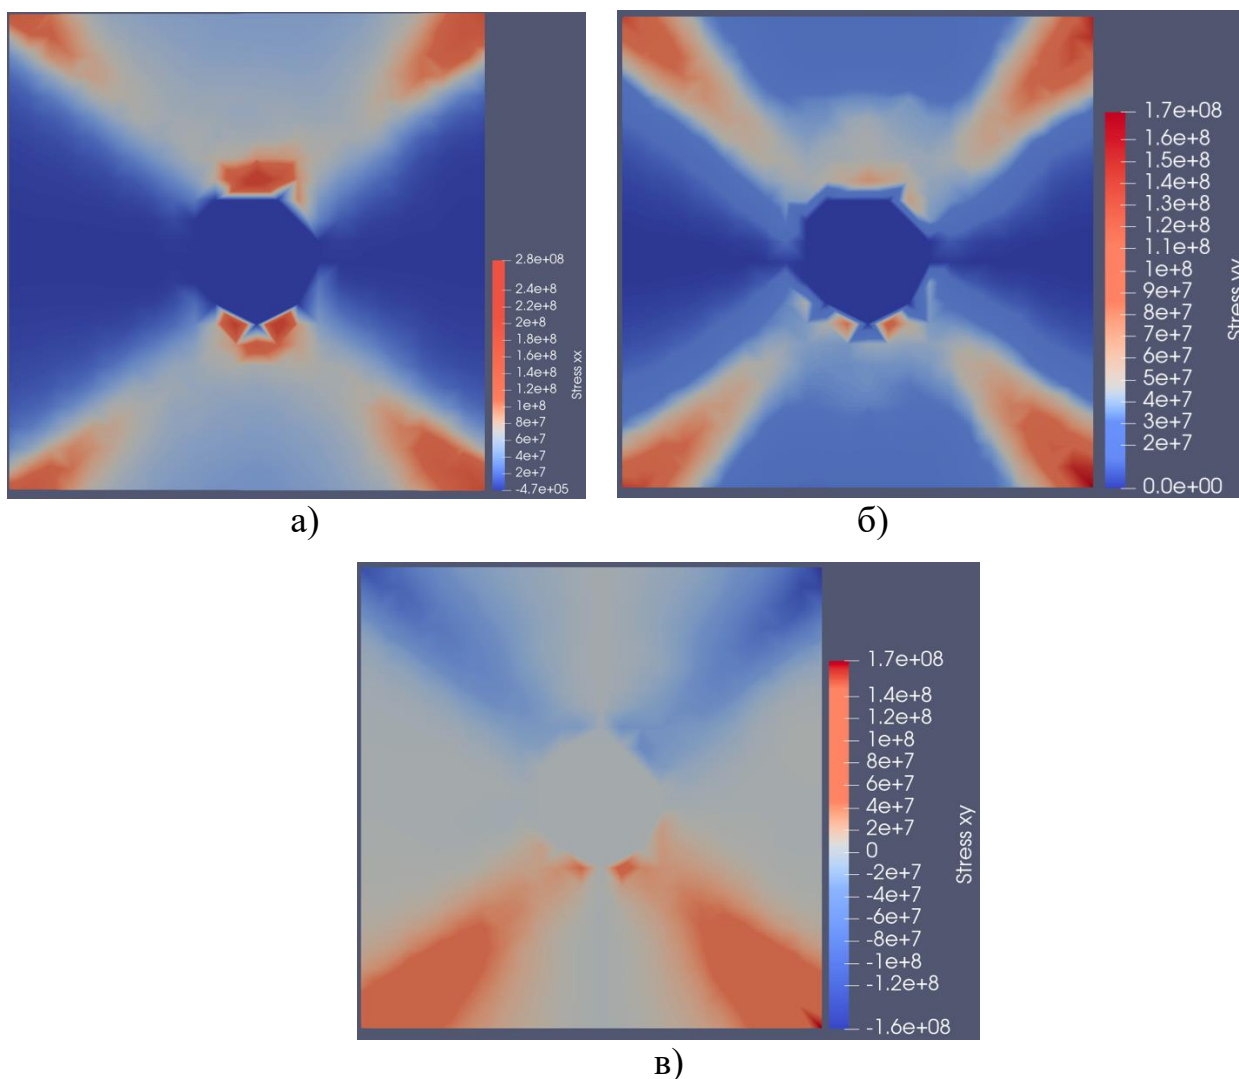 2.8e+08
2.4e+8
2.2e+8
2e+8
1.8e+8
1.6e+8
1.4e+8
1.2e+8
1e+8
8e+7
6e+7
4e+7
2e+7
-4.7e+05
Stress xx
а)
1.7e+08
1.6e+8
1.5e+8
1.4e+8
1.3e+8
1.2e+8
1.1e+8
1e+8
9e+7
8e+7
7e+7
6e+7
5e+7
4e+7
3e+7
2e+7
0.0e+00
Stress yy
б)
1.7e+08
1.4e+8
1.2e+8
1e+8
8e+7
6e+7
4e+7
2e+7
0
-2e+7
-4e+7
-6e+7
-8e+7
-1e+8
-1.2e+8
-1.6e+08
Stress xy
в)